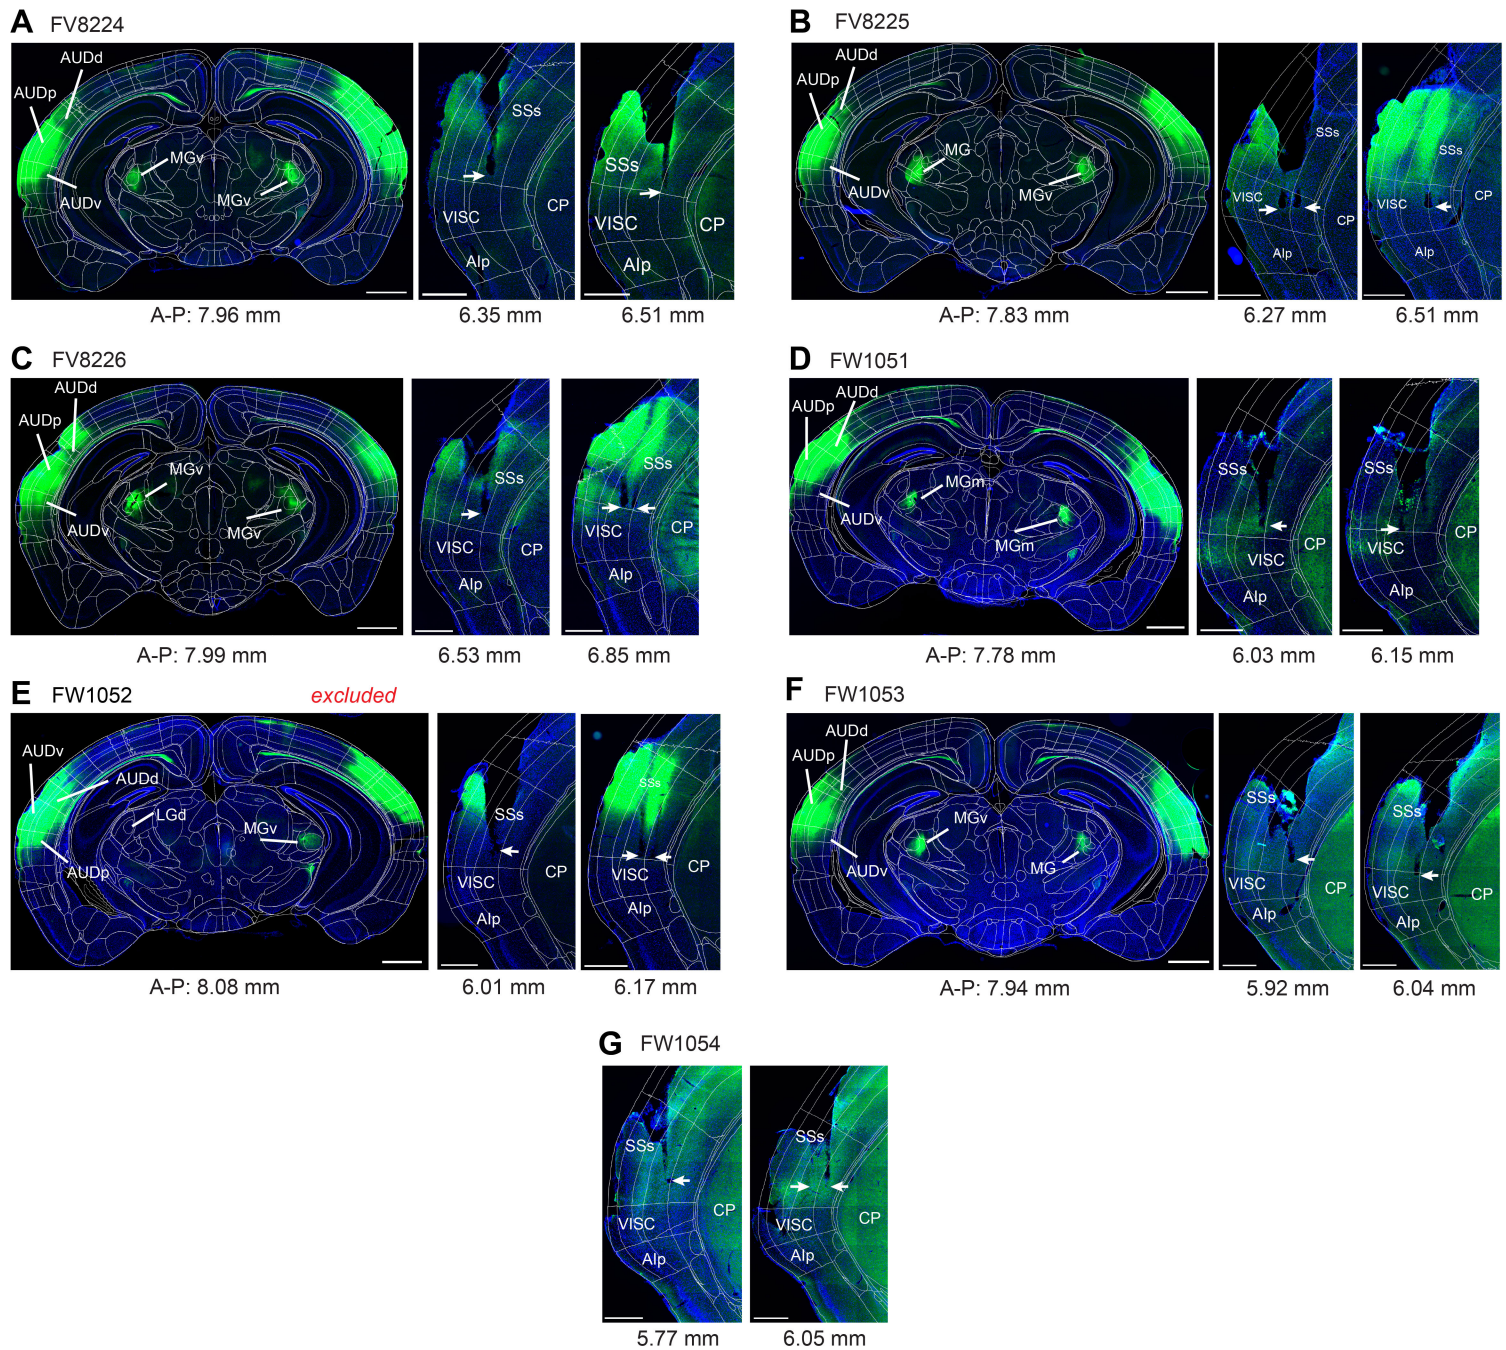 A FV8224
AUDd
AUDp
MGv
MGv
AUDv
SSs
SSs
VISC
VISC
CP
CP
AIp
AIp
A-P: 7.96 mm
6.35 mm
6.51 mm
B FV8225
AUDd
AUDp
MG
MGv
AUDv
SSs
SSs
VISC
VISC
CP
AIp
AIp
A-P: 7.83 mm
6.27 mm
6.51 mm
C FV8226
AUDd
AUDp
MGv
MGv
AUDv
SSs
SSs
VISC
VISC
CP
CP
AIp
AIp
A-P: 7.99 mm
6.53 mm
6.85 mm
D FW1051
AUDd
AUDp
MGm
MGm
AUDv
SSs
SSs
VISC
VISC
CP
CP
AIp
AIp
A-P: 7.78 mm
6.03 mm
6.15 mm
E FW1052 excluded
AUDv
AUDd
LGd
MGv
AUDp
SSs
SSs
VISC
VISC
CP
CP
AIp
AIp
A-P: 8.08 mm
6.01 mm
6.17 mm
F FW1053
AUDd
AUDp
MGv
MG
AUDv
SSs
SSs
VISC
VISC
CP
CP
AIp
AIp
A-P: 7.94 mm
5.92 mm
6.04 mm
G FW1054
SSs
SSs
VISC
VISC
CP
CP
AIp
AIp
5.77 mm
6.05 mm